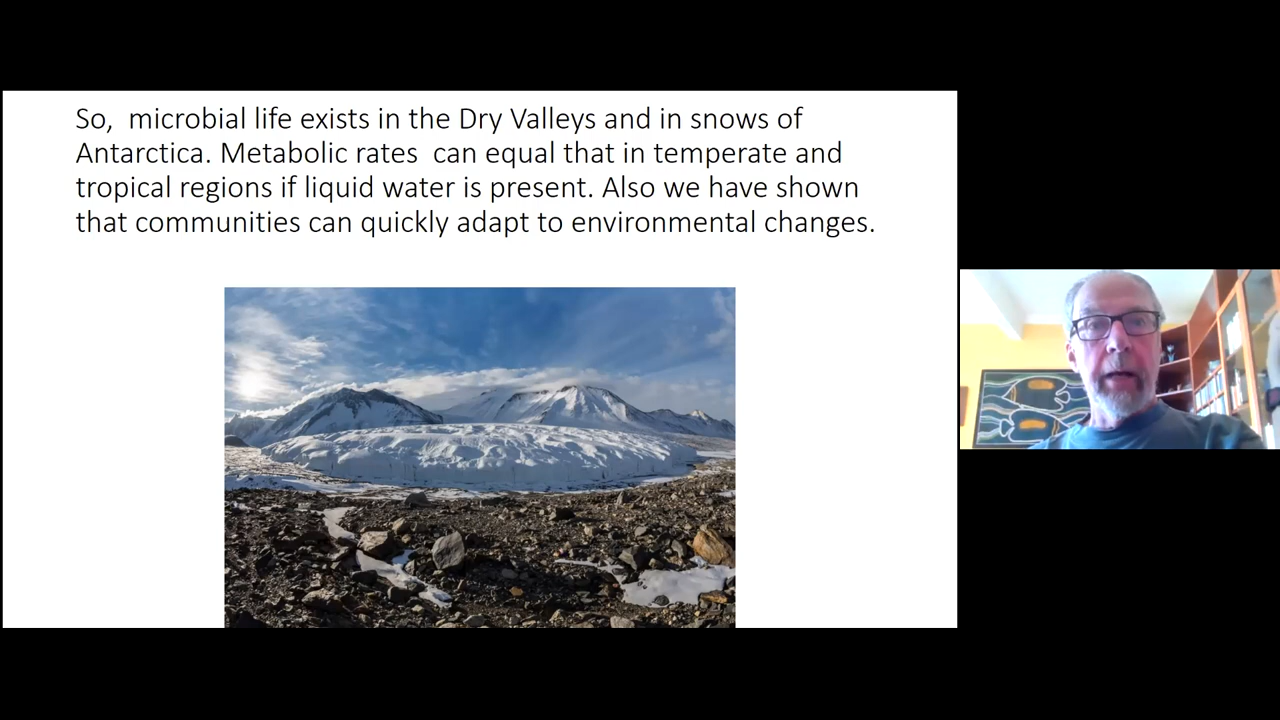 So,  microbial life exists in the Dry Valleys and in snows of
Antarctica. Metabolic rates  can equal that in temperate and
tropical regions if liquid water is present. Also we have shown
that communities can quickly adapt to environmental changes.